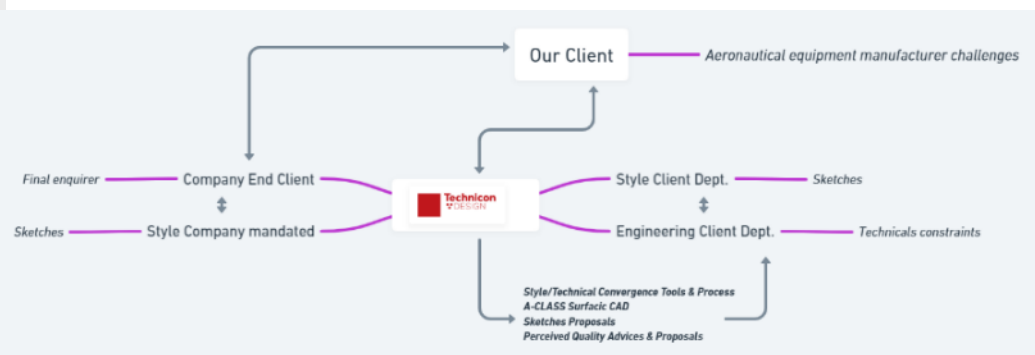 Our Client
Aeronautical equipment manufacturer challenges
Final enquirer
Company End Client
Style Client Dept.
Sketches
Technicon
DESIGN
Sketches
Style Company mandated
Engineering Client Dept.
Technicals constraints
Style/Technical Convergence Tools & Process
A-CLASS Surfacic CAD
Sketches Proposals
Perceived Quality Advices & Proposals